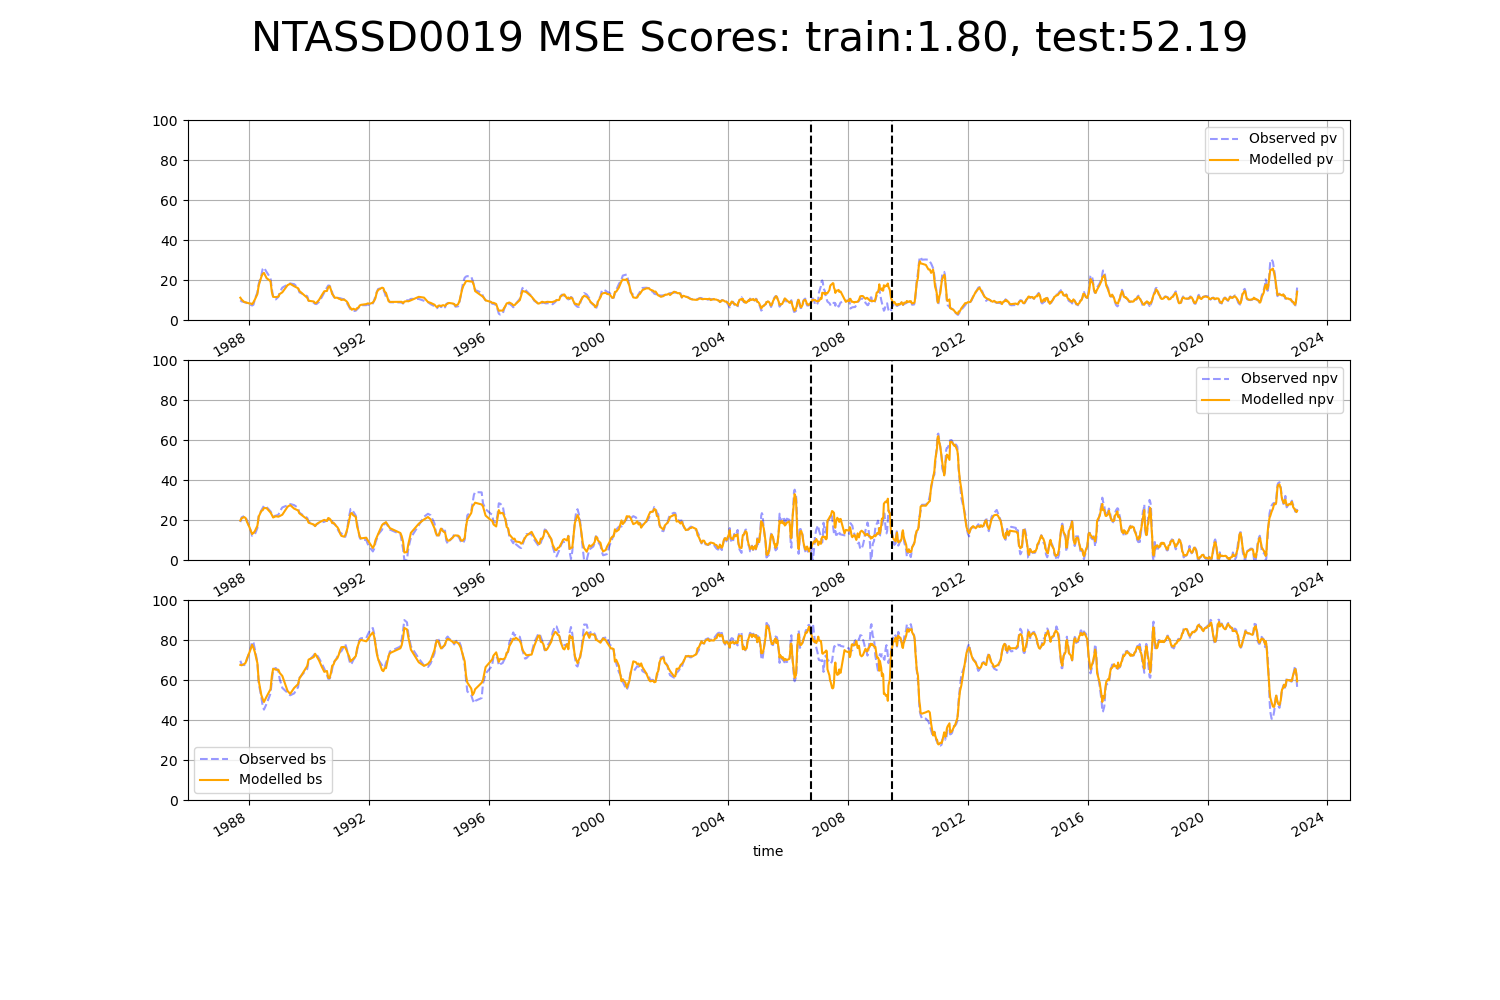 NTASSD0019 MSE Scores: train:1.80, test:52.19
100
80
60
40
20
0
Observed pv
Modelled pv
1988 1992 1996 2000 2004 2008 2012 2016 2020 2024
100
80
60
40
20
0
Observed npv
Modelled npv
1988 1992 1996 2000 2004 2008 2012 2016 2020 2024
100
80
60
40
20
0
Observed bs
Modelled bs
1988 1992 1996 2000 2004 2008 2012 2016 2020 2024
time